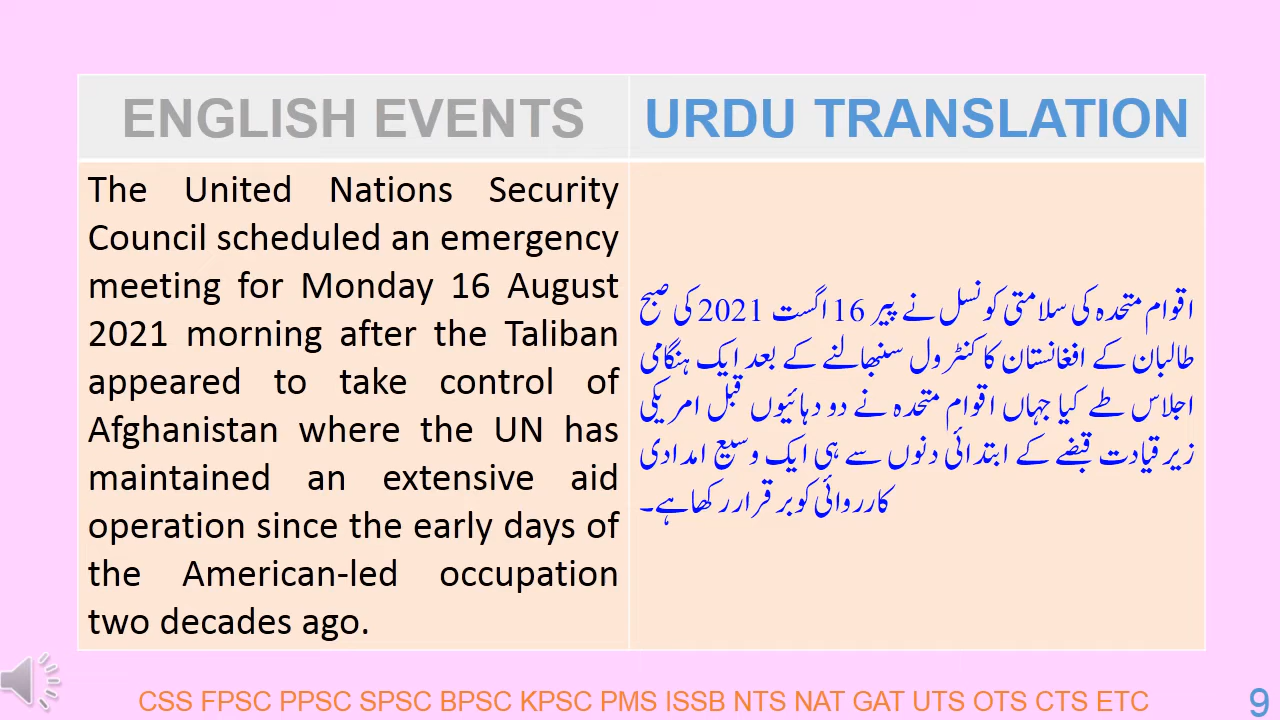 ENGLISH EVENTS
URDU TRANSLATION
The United Nations Security
Council scheduled an emergency
meeting for Monday 16 August
2021 morning after the Taliban
appeared to take control of
Afghanistan where the UN has
maintained an extensive aid
operation since the early days of
the American-led occupation
two decades ago.
اقوام متحدہ کی سلامتی کونسل نے پیر 16 اگست 2021 کی صبح
طالبان کے افغانستان کا کنٹرول سنبھالنے کے بعد ایک ہنگامی
اجلاس طے کیا جہاں اقوام متحدہ نے دو دہائیوں قبل امریکی
زیر قیادت قبضے کے ابتدائی دنوں سے ہی ایک وسیع امدادی
کارروائی کو برقرار رکھا ہے۔
CSS FPSC PPSC SPSC BPSC KPSC PMS ISSB NTS NAT GAT UTS OTS CTS ETC
9